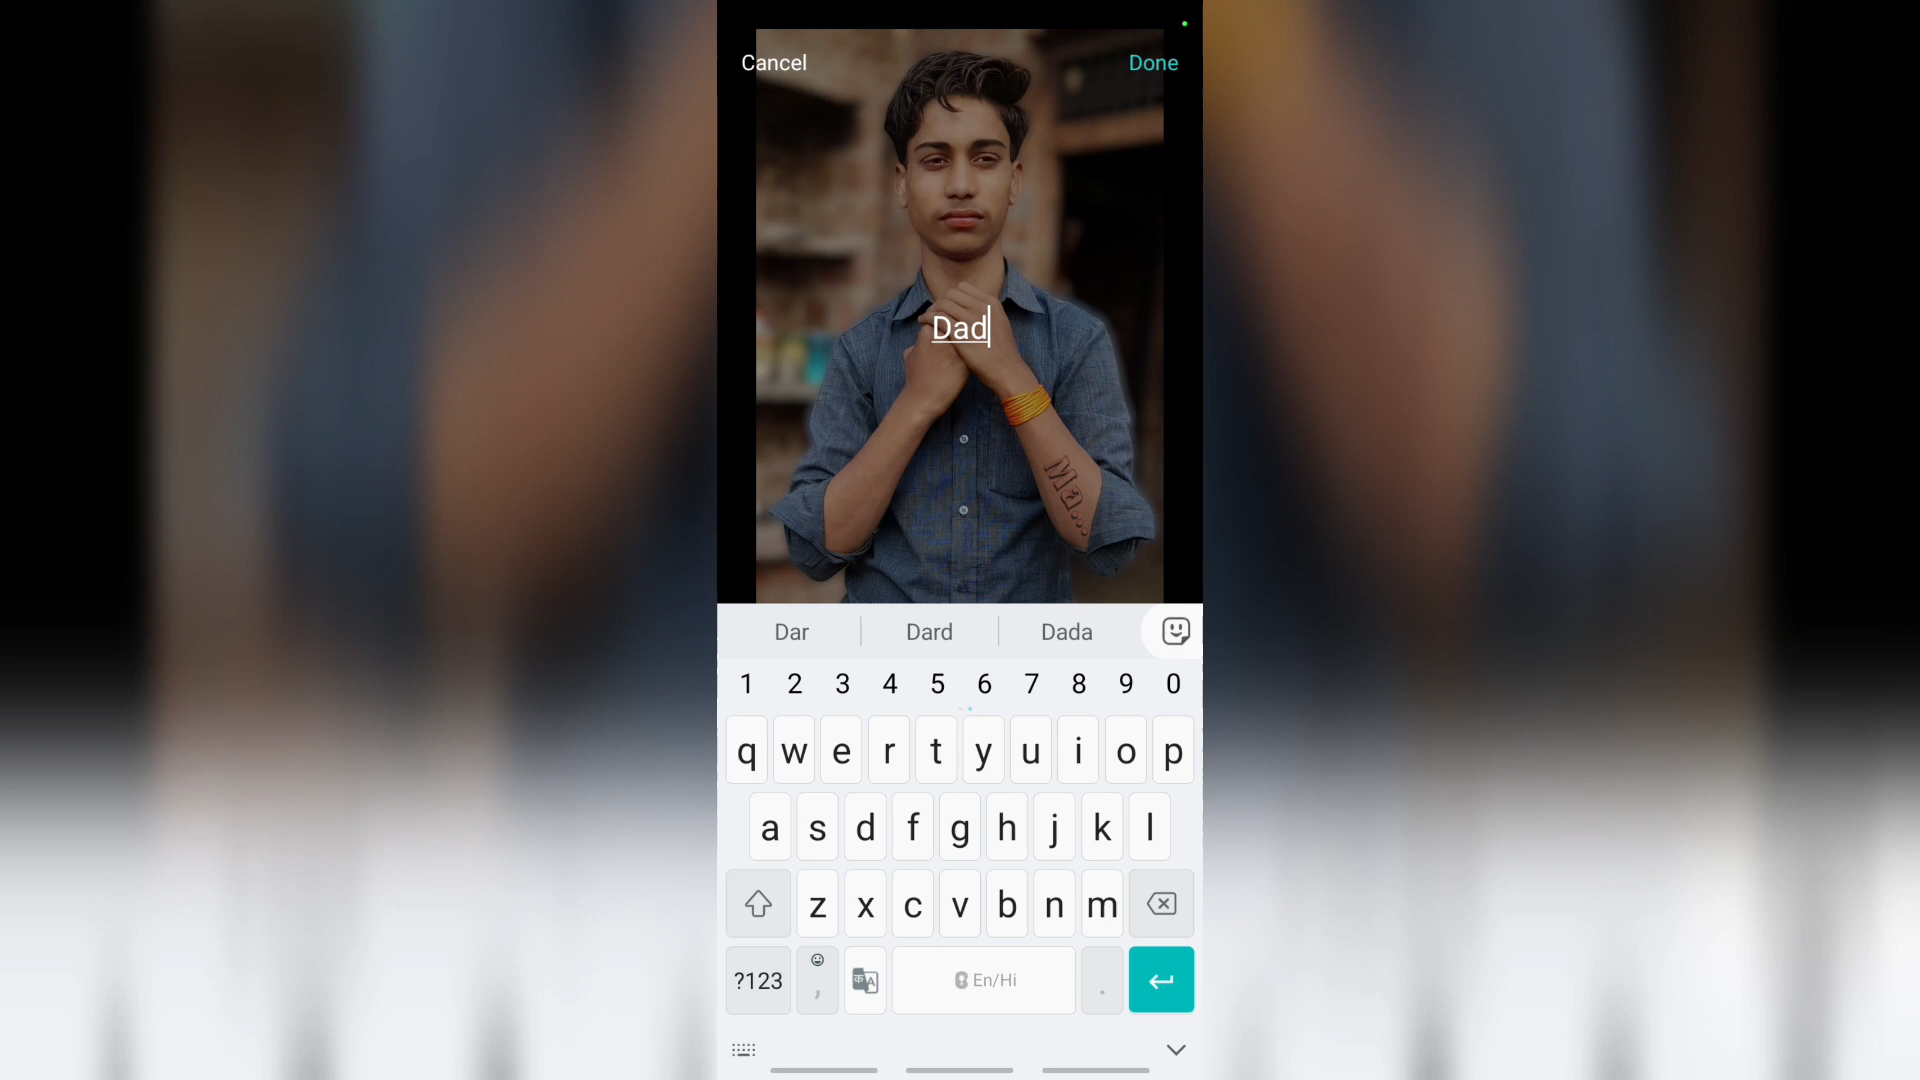 Cancel
Done
Dad
Ma...
Dar
Dard
Dada
1 2 3 4 5 6 7 8 9 0
q w e r t y u i o p
a s d f g h j k l
z x c v b n m
?123 , क A En/Hi .